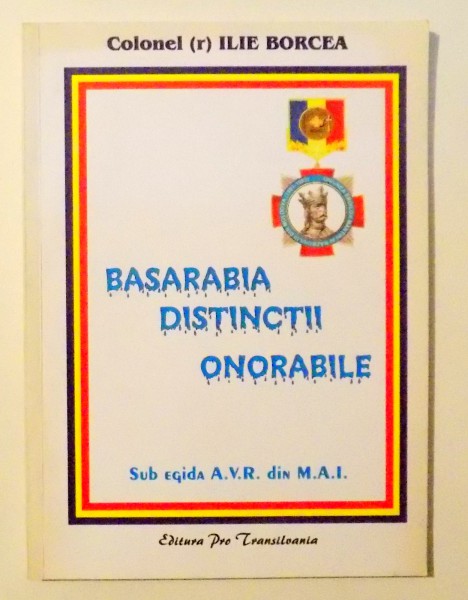 Colonel (r) ILIE BORCEA
BASARABIA
DISTINCTII
ONORABILE
Sub egida A.V.R. din M.A.I.
Editura Pro Transilvania